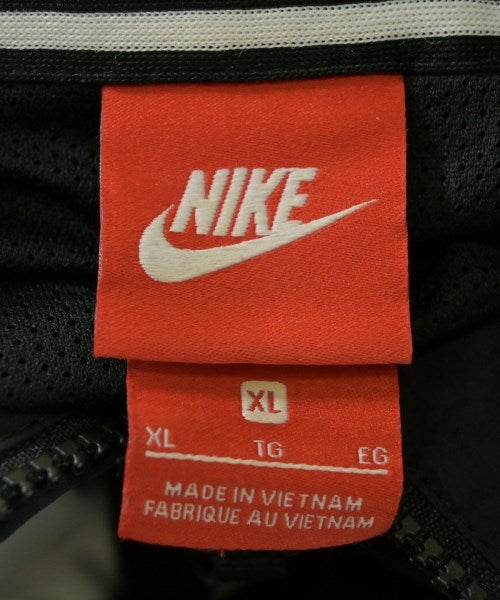 NIKE
XL
XL TG EG
MADE IN VIETNAM
FABRIQUE AU VIETNAM